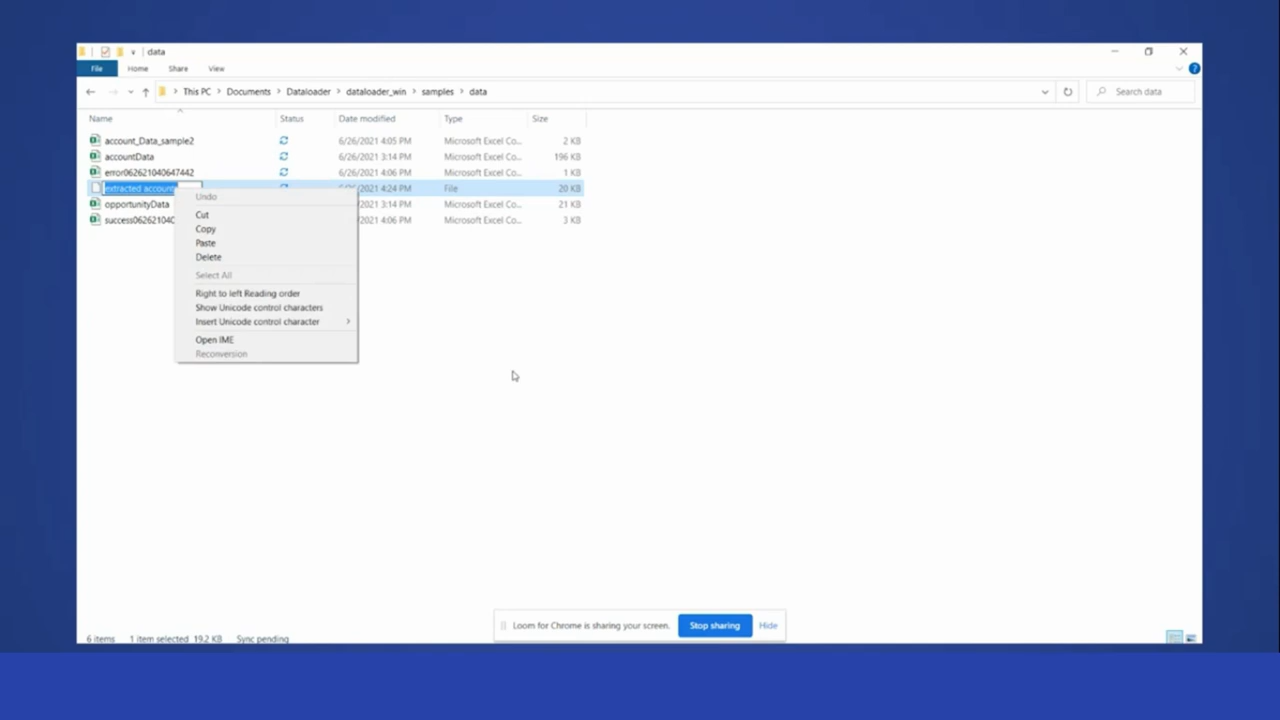 data
File Home Share View
This PC Documents Dataloader dataloader_win samples data Search data
Name Status Date modified Type Size
account_Data_sample2 6/26/2021 4:05 PM Microsoft Excel Co... 2 KB
accountData 6/26/2021 3:14 PM Microsoft Excel Co... 196 KB
error062621040647442 6/26/2021 4:06 PM Microsoft Excel Co... 1 KB
extracted account 4:24 PM File 20 KB
opportunityData 3:14 PM Microsoft Excel Co... 21 KB
success06262104 4:06 PM Microsoft Excel Co... 3 KB
Undo
Cut
Copy
Paste
Delete
Select All
Right to left Reading order
Show Unicode control characters
Insert Unicode control character
Open IME
Reconversion
Loom for Chrome is sharing your screen. Stop sharing Hide
6 items 1 item selected 19.2 KB Sync pending